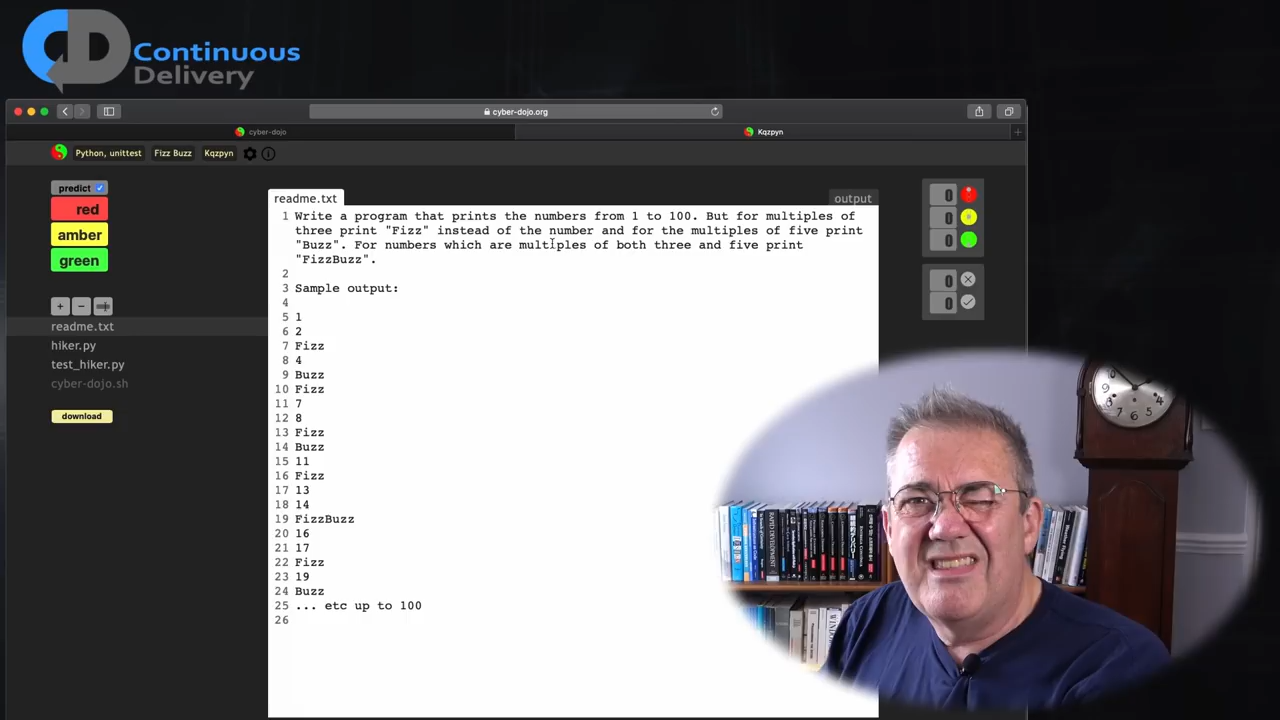 Continuous
Delivery
cyber-dojo.org
cyber-dojo
Kqzpyn
Python, unittest
Fizz Buzz
Kqzpyn
predict
red
amber
green
+
−
readme.txt
hiker.py
test_hiker.py
cyber-dojo.sh
download
readme.txt
output
1 Write a program that prints the numbers from 1 to 100. But for multiples of
three print "Fizz" instead of the number and for the multiples of five print
"Buzz". For numbers which are multiples of both three and five print
"FizzBuzz".
2
3 Sample output:
4
5 1
6 2
7 Fizz
8 4
9 Buzz
10 Fizz
11 7
12 8
13 Fizz
14 Buzz
15 11
16 Fizz
17 13
18 14
19 FizzBuzz
20 16
21 17
22 Fizz
23 19
24 Buzz
25 ... etc up to 100
26
0
0
0
0
0
RAPID DEVELOPMENT